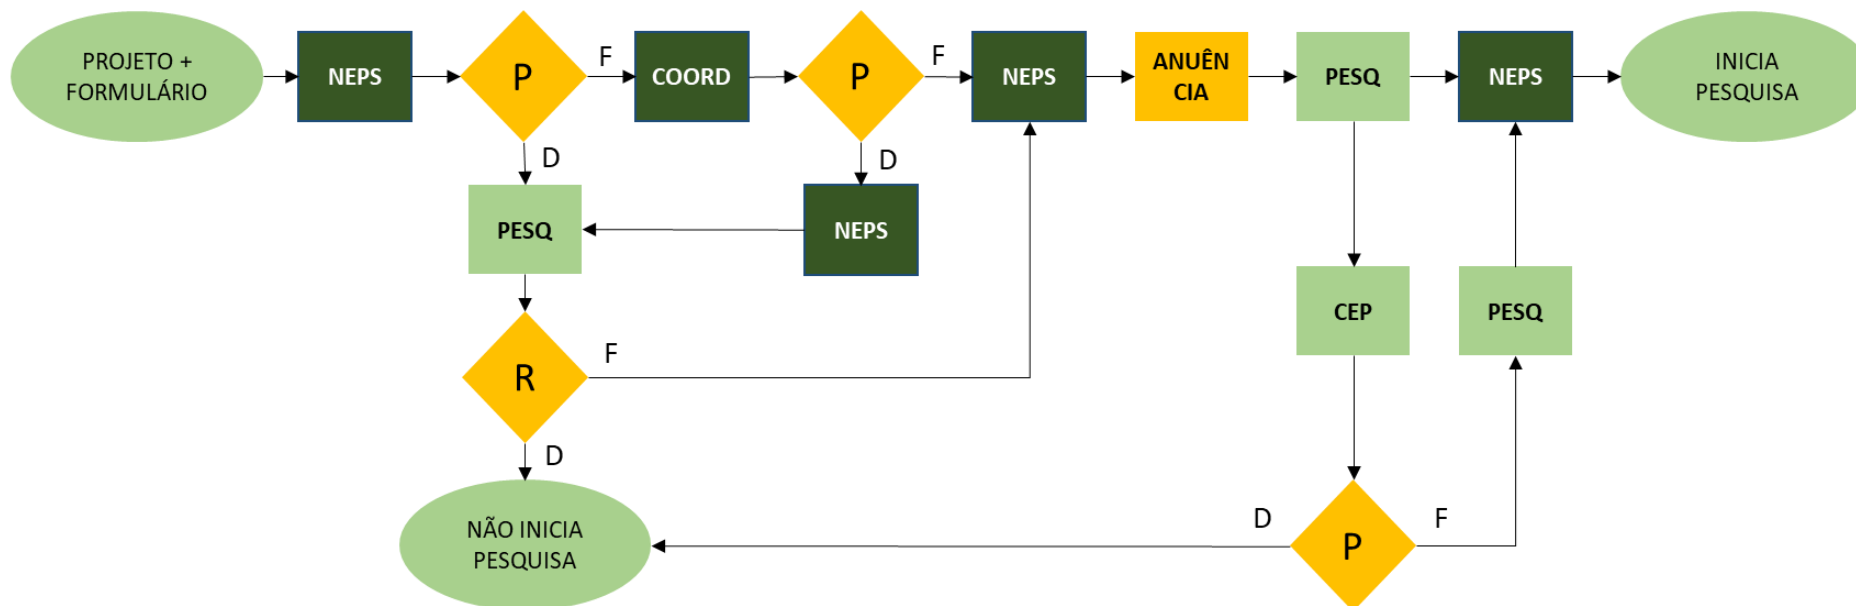 PROJETO +
FORMULÁRIO
NEPS
P
F
COORD
P
F
NEPS
ANUÊN
CIA
PESQ
NEPS
INICIA
PESQUISA
D
D
PESQ
NEPS
R
F
CEP
PESQ
D
NÃO INICIA
PESQUISA
D
P
F